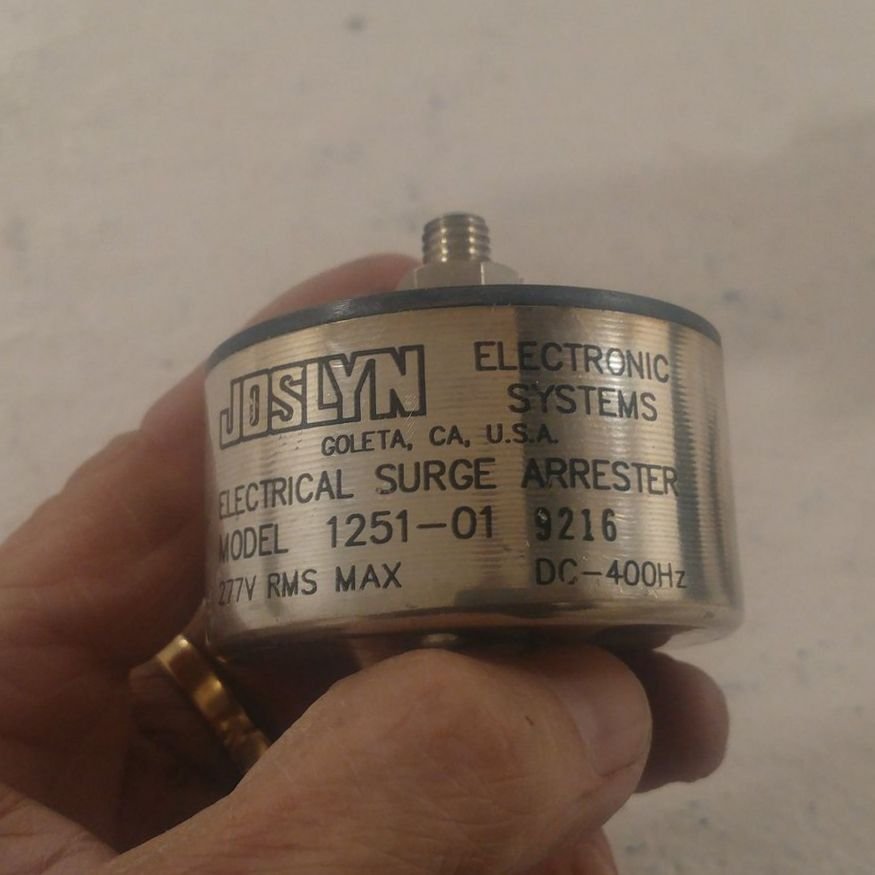 JOSLYN ELECTRONIC
SYSTEMS
GOLETA, CA, U.S.A.
ELECTRICAL SURGE ARRESTER
MODEL 1251-01 9216
277V RMS MAX DC-400Hz